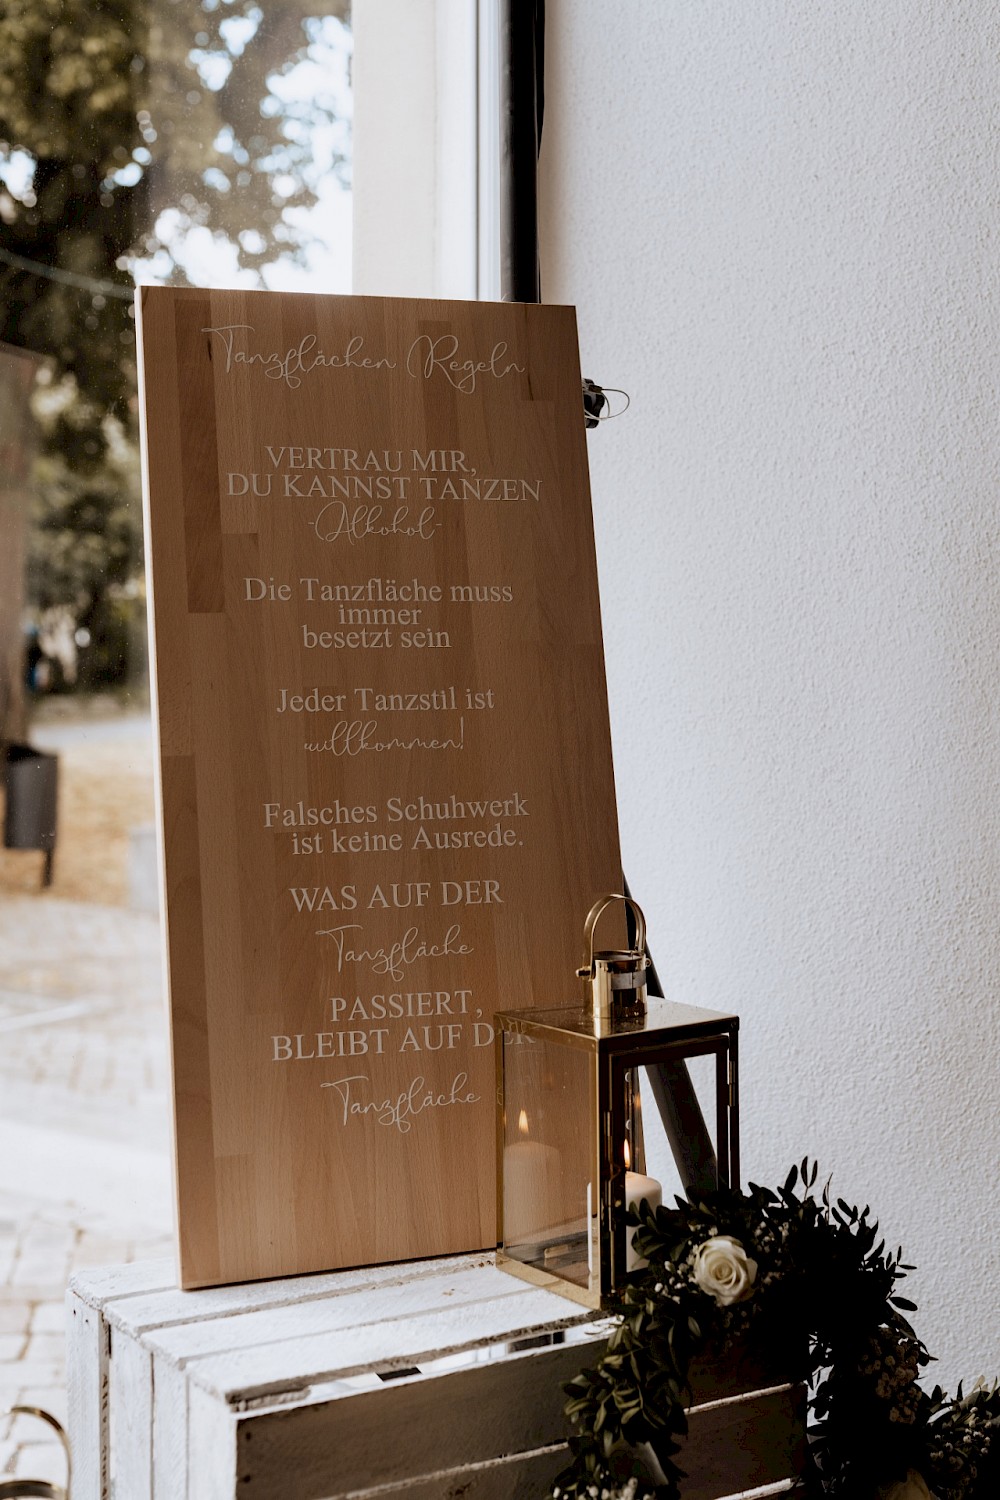 Tanzflächen Regeln
VERTRAU MIR,
DU KANNST TANZEN
-Alkohol-
Die Tanzfläche muss
immer
besetzt sein
Jeder Tanzstil ist
willkommen!
Falsches Schuhwerk
ist keine Ausrede.
WAS AUF DER
Tanzfläche
PASSIERT,
BLEIBT AUF DER
Tanzfläche